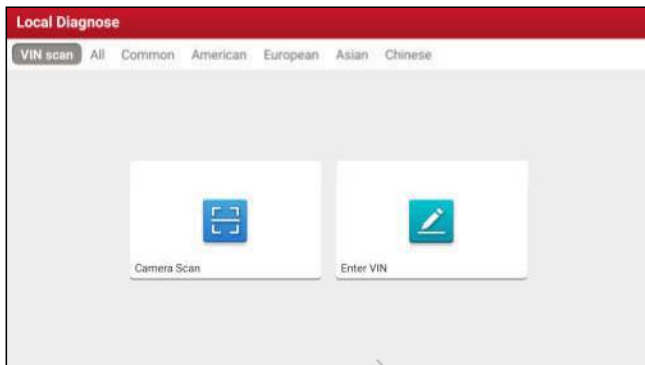 Local Diagnose
VIN scan All Common American European Asian Chinese
Camera Scan Enter VIN